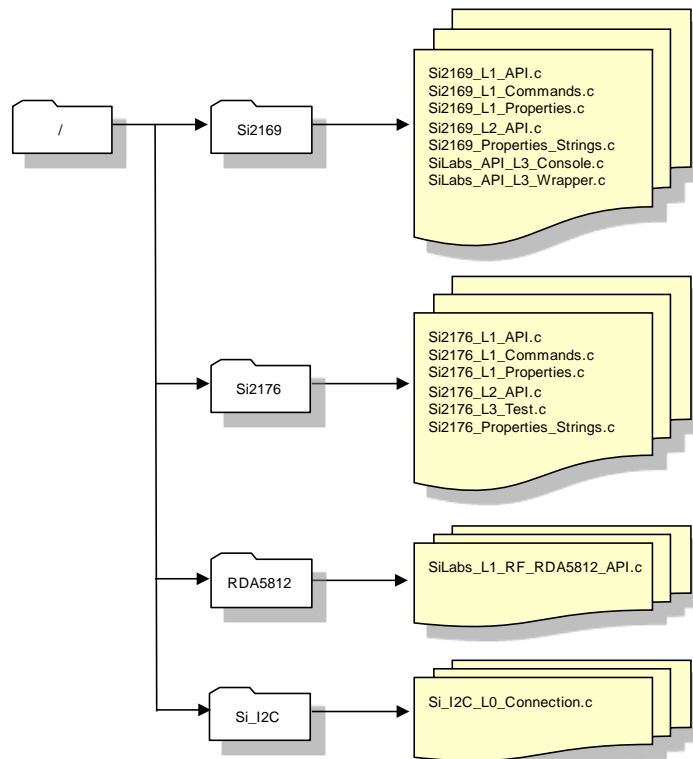 /
Si2169
Si2169_L1_API.c
Si2169_L1_Commands.c
Si2169_L1_Properties.c
Si2169_L2_API.c
Si2169_Properties_Strings.c
SiLabs_API_L3_Console.c
SiLabs_API_L3_Wrapper.c
Si2176
Si2176_L1_API.c
Si2176_L1_Commands.c
Si2176_L1_Properties.c
Si2176_L2_API.c
Si2176_L3_Test.c
Si2176_Properties_Strings.c
RDA5812
SiLabs_L1_RF_RDA5812_API.c
Si_I2C
Si_I2C_L0_Connection.c